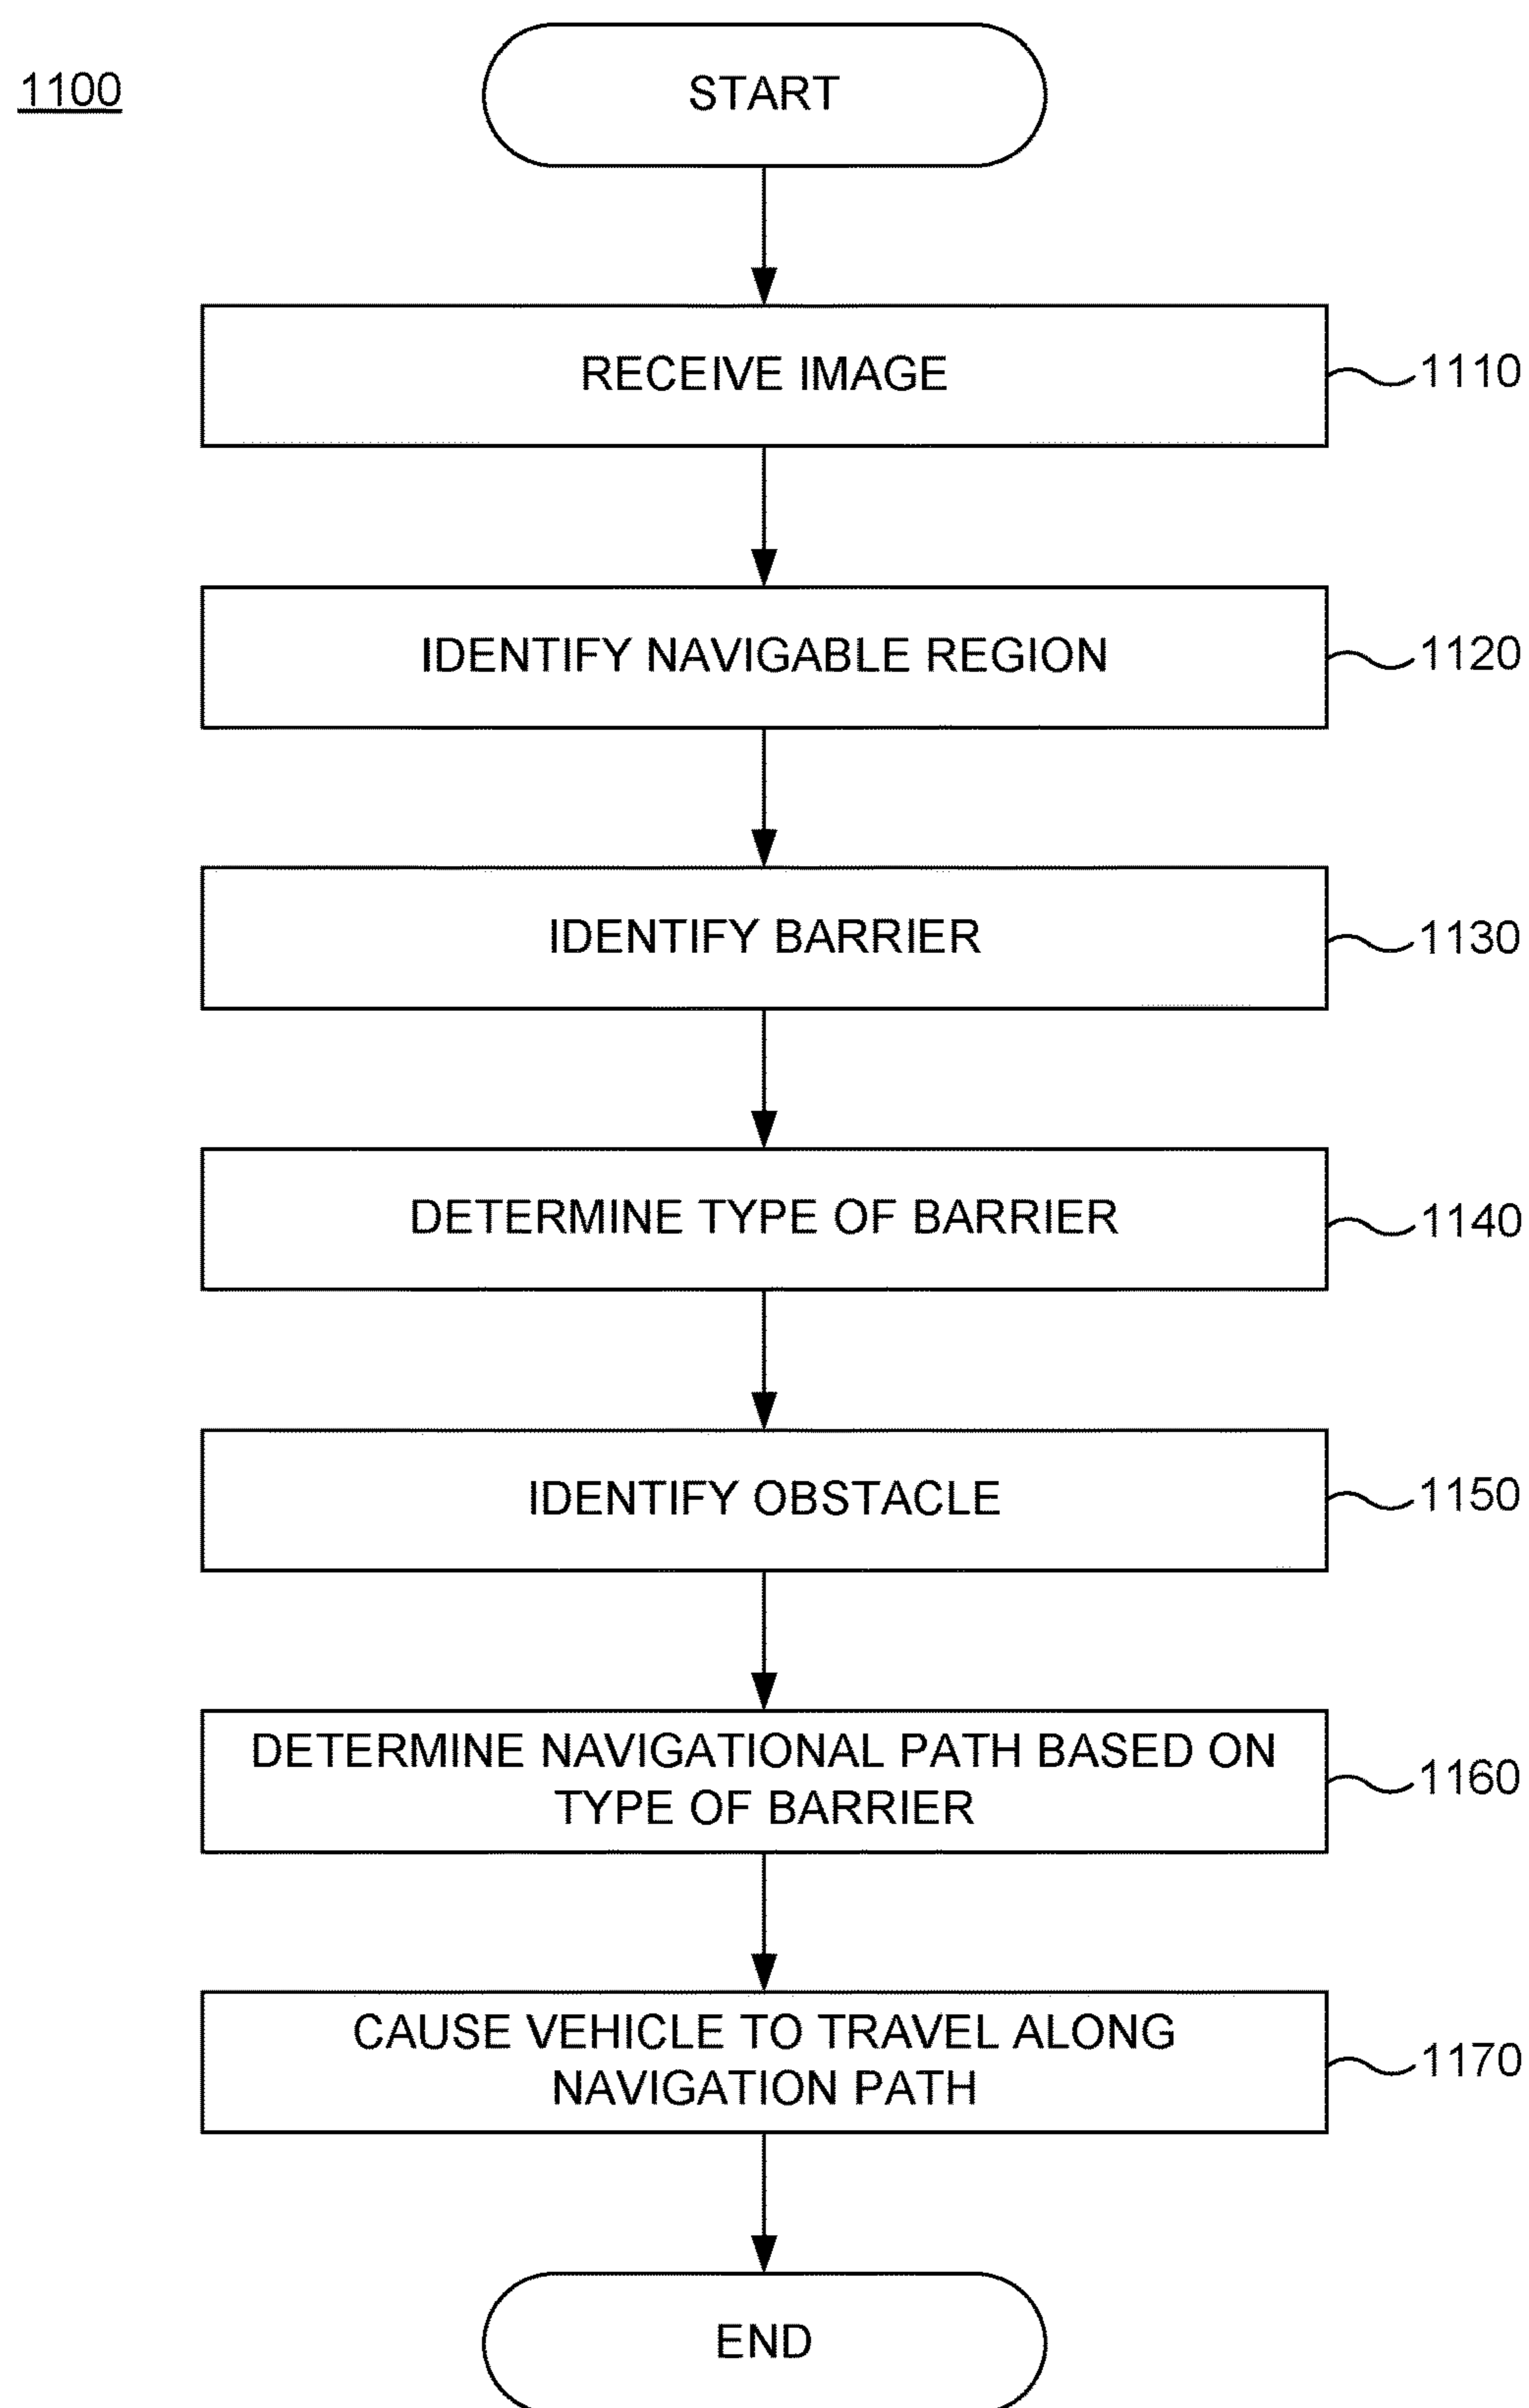 1100
START
RECEIVE IMAGE
1110
IDENTIFY NAVIGABLE REGION
1120
IDENTIFY BARRIER
1130
DETERMINE TYPE OF BARRIER
1140
IDENTIFY OBSTACLE
1150
DETERMINE NAVIGATIONAL PATH BASED ON
TYPE OF BARRIER
1160
CAUSE VEHICLE TO TRAVEL ALONG
NAVIGATION PATH
1170
END